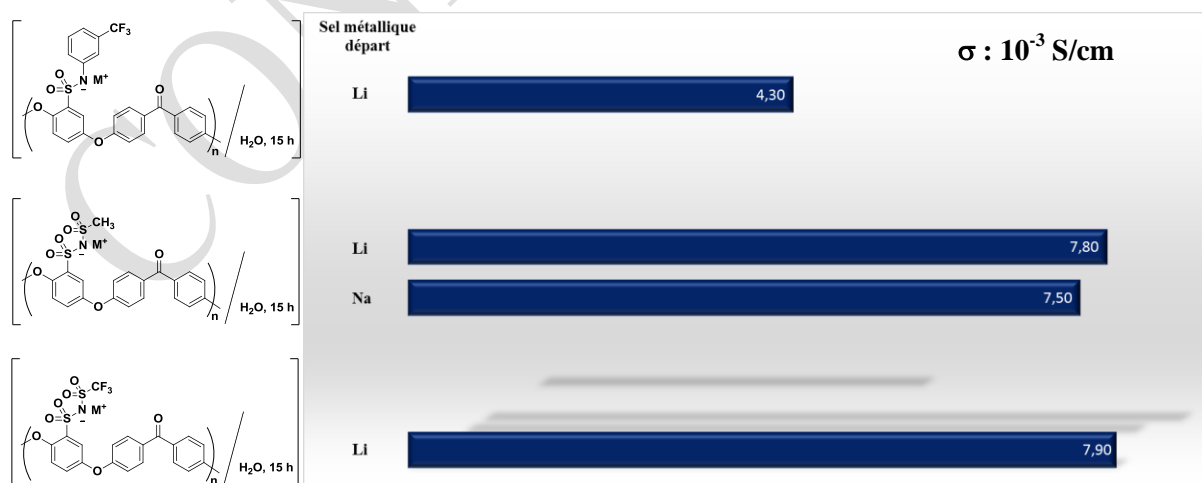 Sel métallique
départ
σ : 10-3 S/cm
CF3
O
O=S N M+
-
O
O
O
n
H2O, 15 h
Li
4,30
O
O=S CH3
O
O=S N M+
-
O
O
O
n
H2O, 15 h
Li
7,80
Na
7,50
O
O=S CF3
O
O=S N M+
-
O
O
O
n
H2O, 15 h
Li
7,90